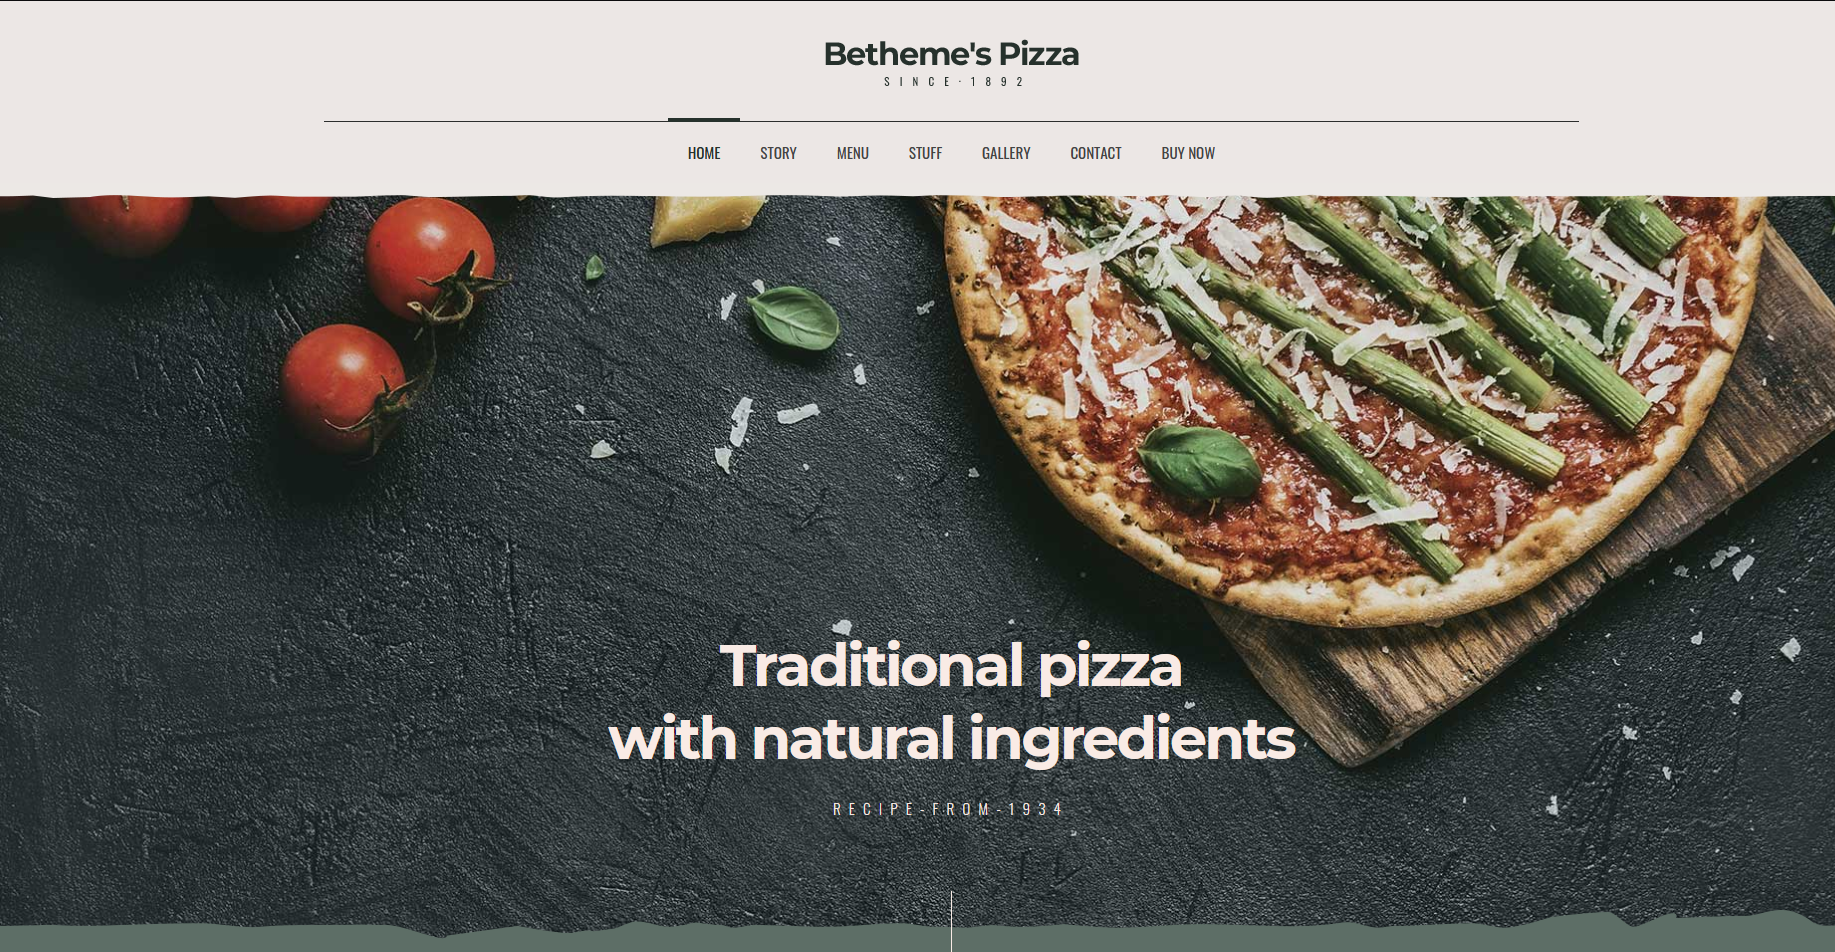 Betheme's Pizza
SINCE·1892
HOME STORY MENU STUFF GALLERY CONTACT BUY NOW
Traditional pizza
with natural ingredients
RECIPE-FROM-1934